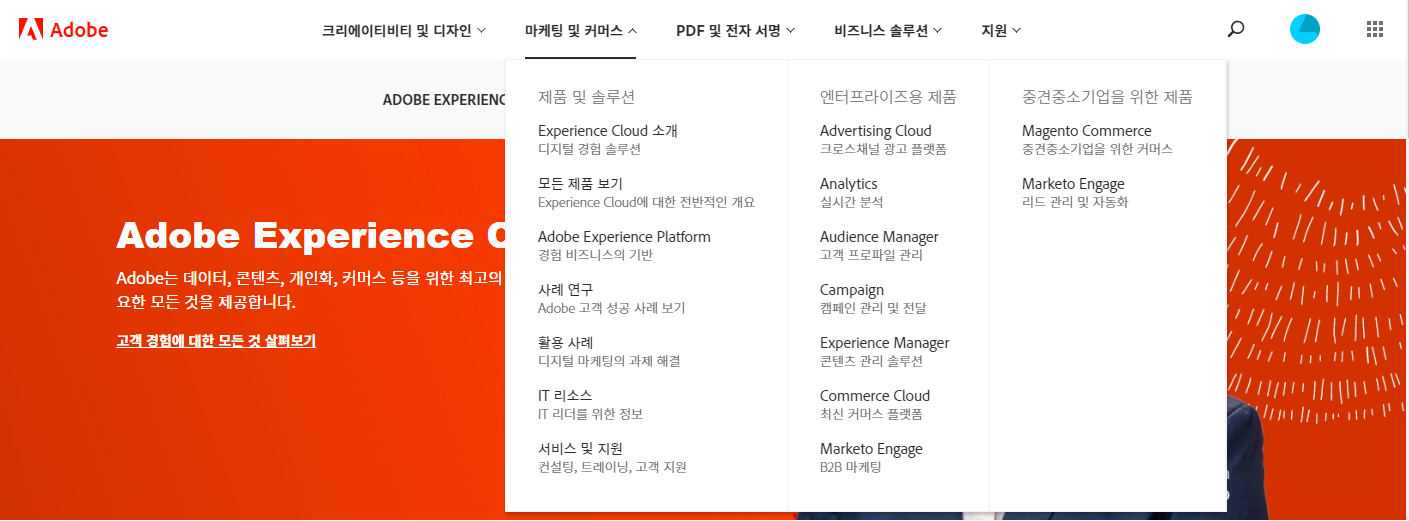 Adobe
크리에이티비티 및 디자인
마케팅 및 커머스
PDF 및 전자 서명
비즈니스 솔루션
지원
ADOBE
제품 및 솔루션
Experience Cloud 소개
디지털 경험 솔루션
모든 제품 보기
Experience Cloud에 대한 전반적인 개요
Adobe Experience Platform
경험 비즈니스의 기반
사례 연구
Adobe 고객 성공 사례 보기
활용 사례
디지털 마케팅의 과제 해결
IT 리소스
IT 리더를 위한 정보
서비스 및 지원
컨설팅, 트레이닝, 고객 지원
엔터프라이즈용 제품
Advertising Cloud
크로스채널 광고 플랫폼
Analytics
실시간 분석
Audience Manager
고객 프로파일 관리
Campaign
캠페인 관리 및 전달
Experience Manager
콘텐츠 관리 솔루션
Commerce Cloud
최신 커머스 플랫폼
Marketo Engage
B2B 마케팅
중견중소기업을 위한 제품
Magento Commerce
중견중소기업을 위한 커머스
Marketo Engage
리드 관리 및 자동화
Adobe Experience
Adobe는 데이터, 콘텐츠, 개인화, 커머스 등을 위한 최고의
요한 모든 것을 제공합니다.
고객 경험에 대한 모든 것 살펴보기